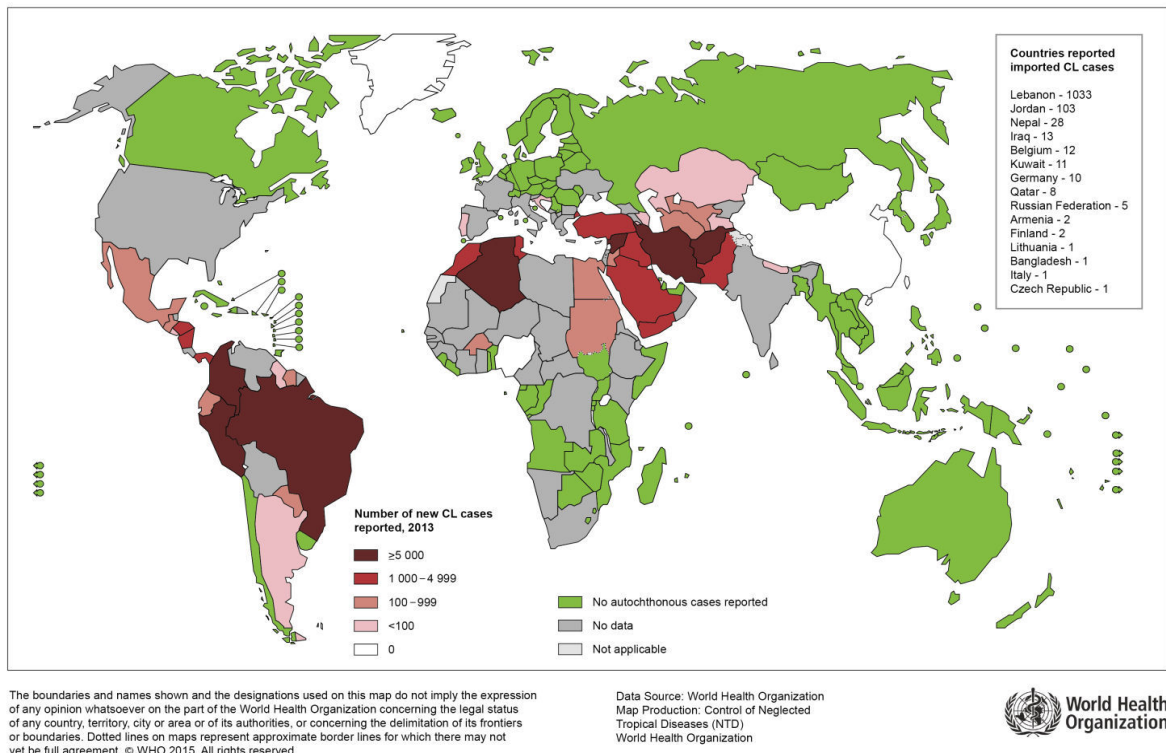 Countries reported
imported CL cases
Lebanon - 1033
Jordan - 103
Nepal - 28
Iraq - 13
Belgium - 12
Kuwait - 11
Germany - 10
Qatar - 8
Russian Federation - 5
Armenia - 2
Finland - 2
Lithuania - 1
Bangladesh - 1
Italy - 1
Czech Republic - 1
Number of new CL cases
reported, 2013
≥5 000
1 000–4 999
100–999
<100
0
No autochthonous cases reported
No data
Not applicable
The boundaries and names shown and the designations used on this map do not imply the expression
of any opinion whatsoever on the part of the World Health Organization concerning the legal status
of any country, territory, city or area or of its authorities, or concerning the delimitation of its frontiers
or boundaries. Dotted lines on maps represent approximate border lines for which there may not
yet be full agreement. © WHO 2015. All rights reserved
Data Source: World Health Organization
Map Production: Control of Neglected
Tropical Diseases (NTD)
World Health Organization
World Health
Organization